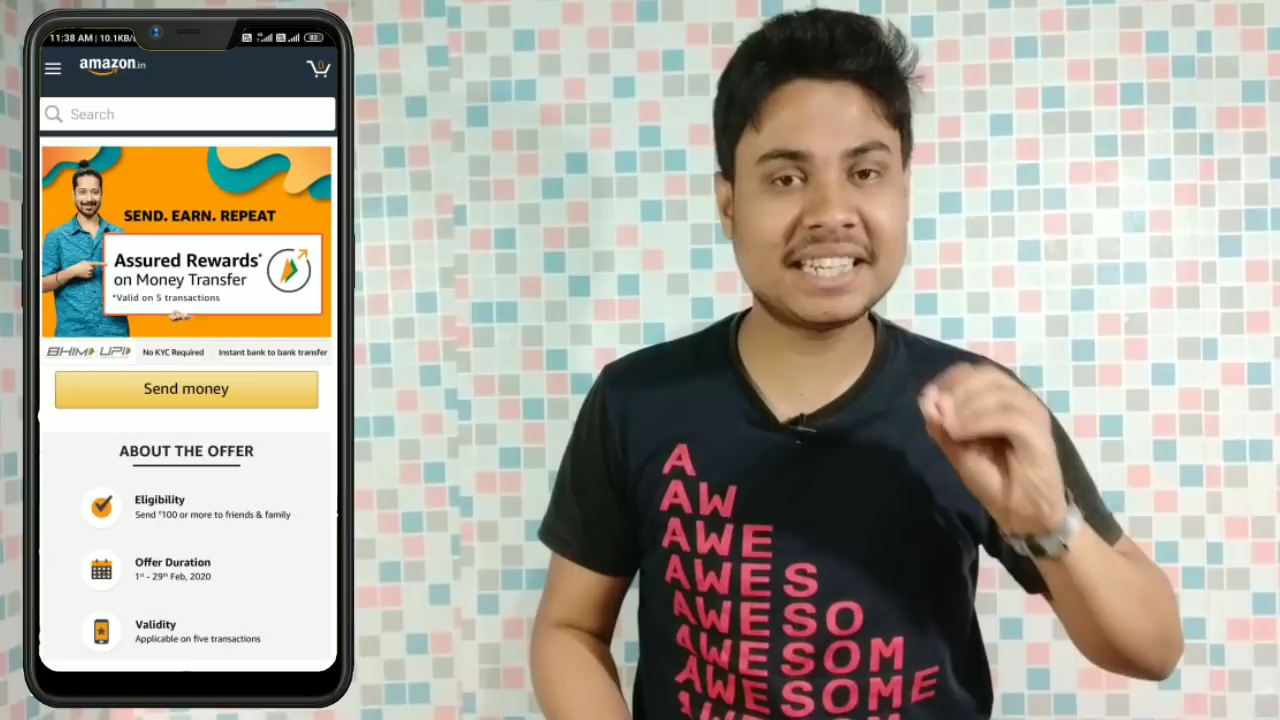 11:38 AM | 10.1KB/
amazon.in
0
Search
SEND. EARN. REPEAT
Assured Rewards*
on Money Transfer
*Valid on 5 transactions
BHIM UPI
No KYC Required
Instant bank to bank transfer
Send money
ABOUT THE OFFER
Eligibility
Send ₹100 or more to friends & family
Offer Duration
1st - 29th Feb, 2020
Validity
Applicable on five transactions
A
AW
AWE
AWES
AWESO
AWESOM
AWESOME